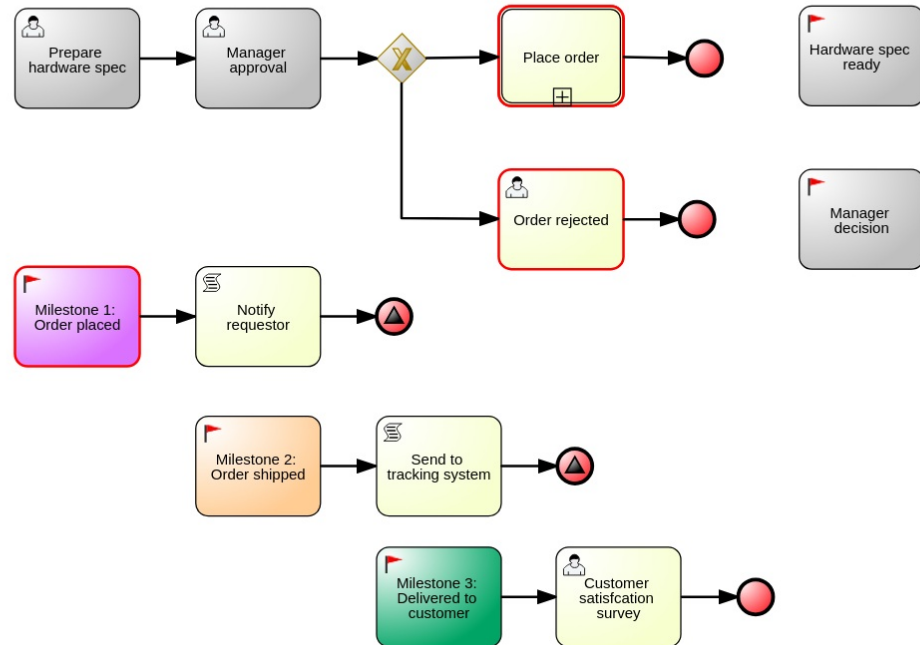 Prepare
hardware spec
Manager
approval
Place order
Hardware spec
ready
Order rejected
Manager
decision
Milestone 1:
Order placed
Notify
requestor
Milestone 2:
Order shipped
Send to
tracking system
Milestone 3:
Delivered to
customer
Customer
satisfcation
survey